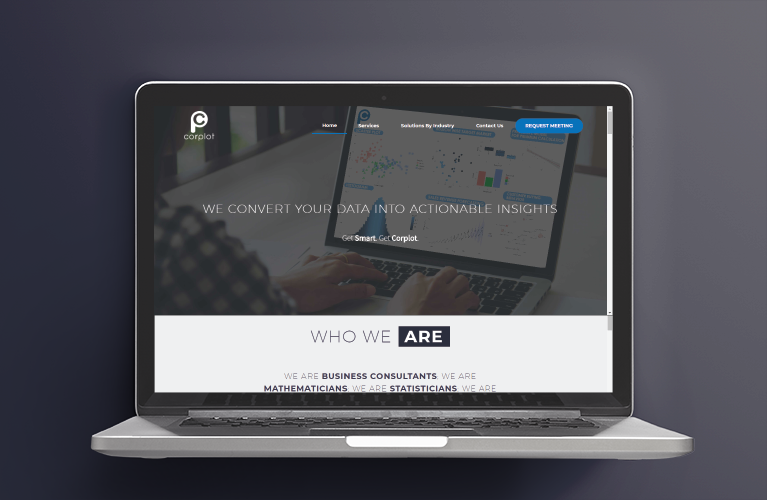 corplot
Home Services Solutions By Industry Contact Us REQUEST MEETING
WE CONVERT YOUR DATA INTO ACTIONABLE INSIGHTS
Get Smart. Get Corplot.
WHO WE ARE
WE ARE BUSINESS CONSULTANTS, WE ARE
MATHEMATICIANS, WE ARE STATISTICIANS, WE ARE